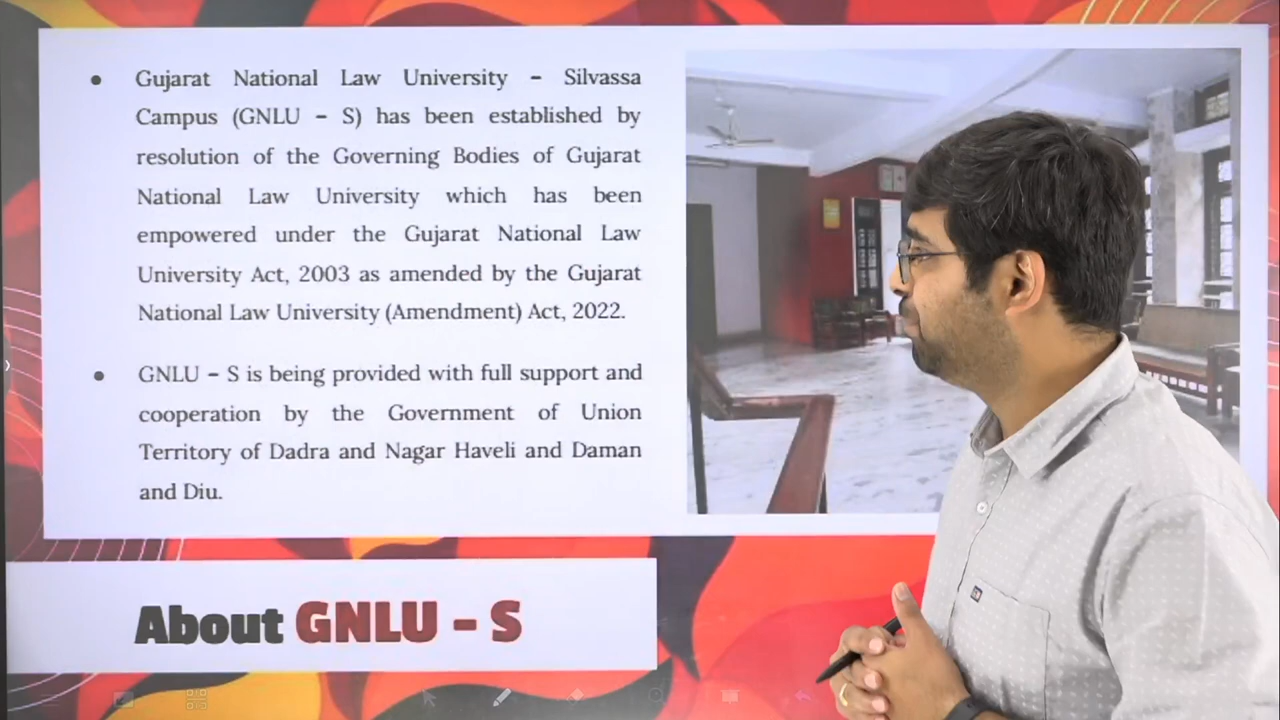 Gujarat National Law University – Silvassa
Campus (GNLU – S) has been established by
resolution of the Governing Bodies of Gujarat
National Law University which has been
empowered under the Gujarat National Law
University Act, 2003 as amended by the Gujarat
National Law University (Amendment) Act, 2022.
GNLU – S is being provided with full support and
cooperation by the Government of Union
Territory of Dadra and Nagar Haveli and Daman
and Diu.
About GNLU – S